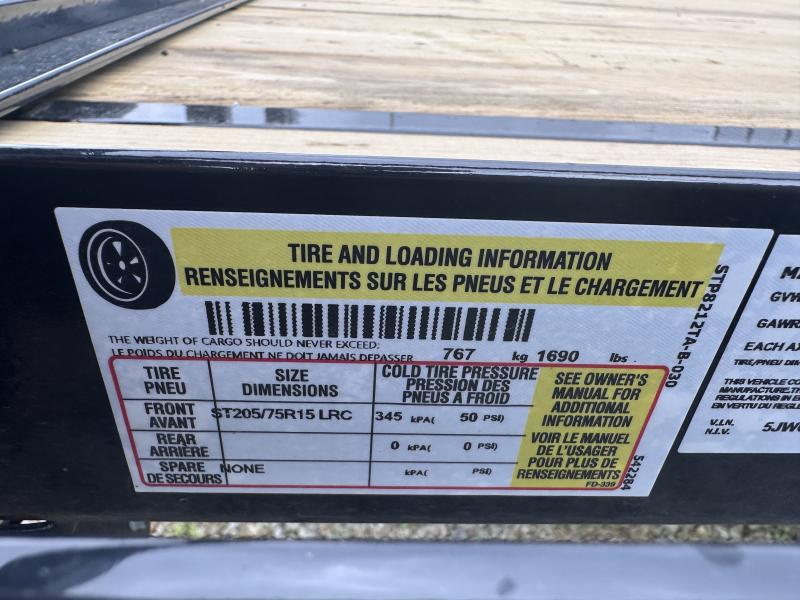 TIRE AND LOADING INFORMATION
RENSEIGNEMENTS SUR LES PNEUS ET LE CHARGEMENT
STP8212TA-B-030
THE WEIGHT OF CARGO SHOULD NEVER EXCEED:
LE POIDS DU CHARGEMENT NE DOIT JAMAIS DEPASSER 767 kg 1690 lbs
TIRE
PNEU
SIZE
DIMENSIONS
COLD TIRE PRESSURE
PRESSION DES
PNEUS A FROID
SEE OWNER'S
MANUAL FOR
ADDITIONAL
INFORMATION
VOIR LE MANUEL
DE L'USAGER
POUR PLUS DE
RENSEIGNEMENTS
FD-339
FRONT
AVANT
ST205/75R15 LRC 345 kPA( 50 PSI)
REAR
ARRIÈRE
0 kPA( 0 PSI)
SPARE
DE SECOURS
NONE
kPA( PSI)
542284
GVW
GAWR
EACH AX
TIRE/PNEU DIM
THIS VEHICLE CO
MANUFACTURE, TH
REGULATIONS IN E
EN VERTU DU REGLE
V.I.N.
N.I.V.
5JW